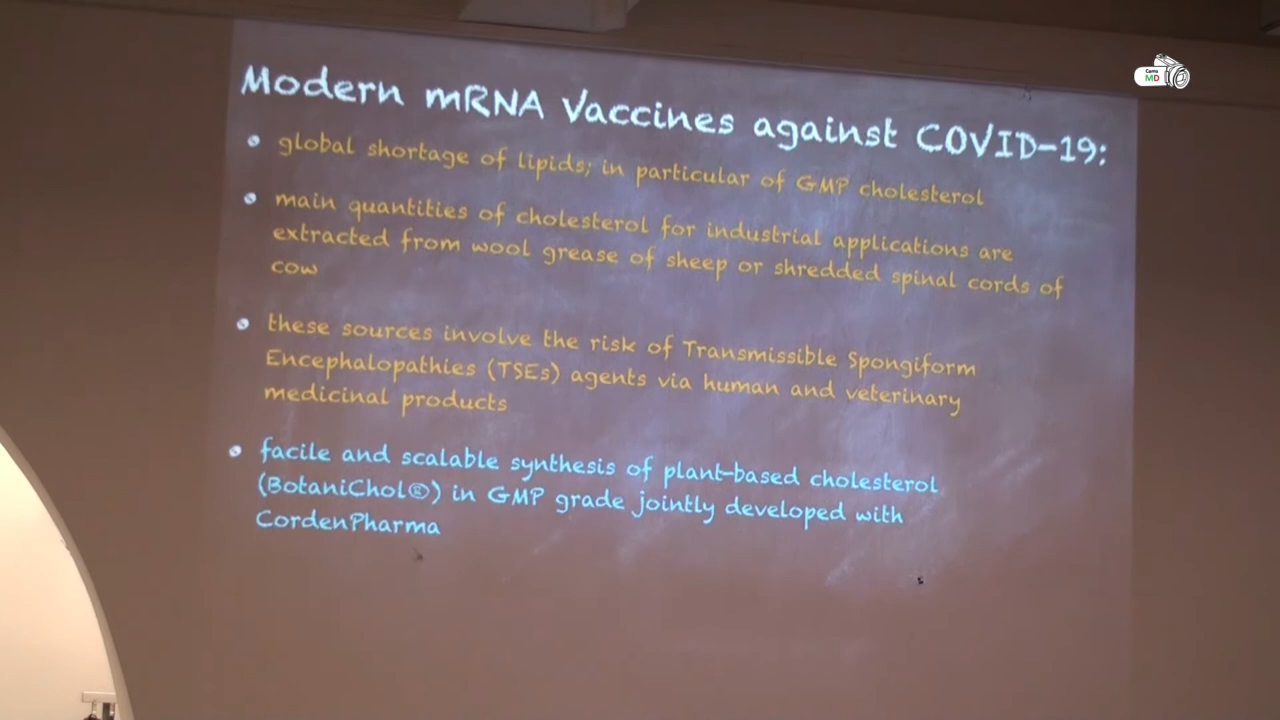 Cams
MD
Modern mRNA Vaccines against COVID-19:
global shortage of lipids; in particular of GMP cholesterol
main quantities of cholesterol for industrial applications are
extracted from wool grease of sheep or shredded spinal cords of
cow
these sources involve the risk of Transmissible Spongiform
Encephalopathies (TSEs) agents via human and veterinary
medicinal products
facile and scalable synthesis of plant-based cholesterol
(BotaniChol®) in GMP grade jointly developed with
CordenPharma